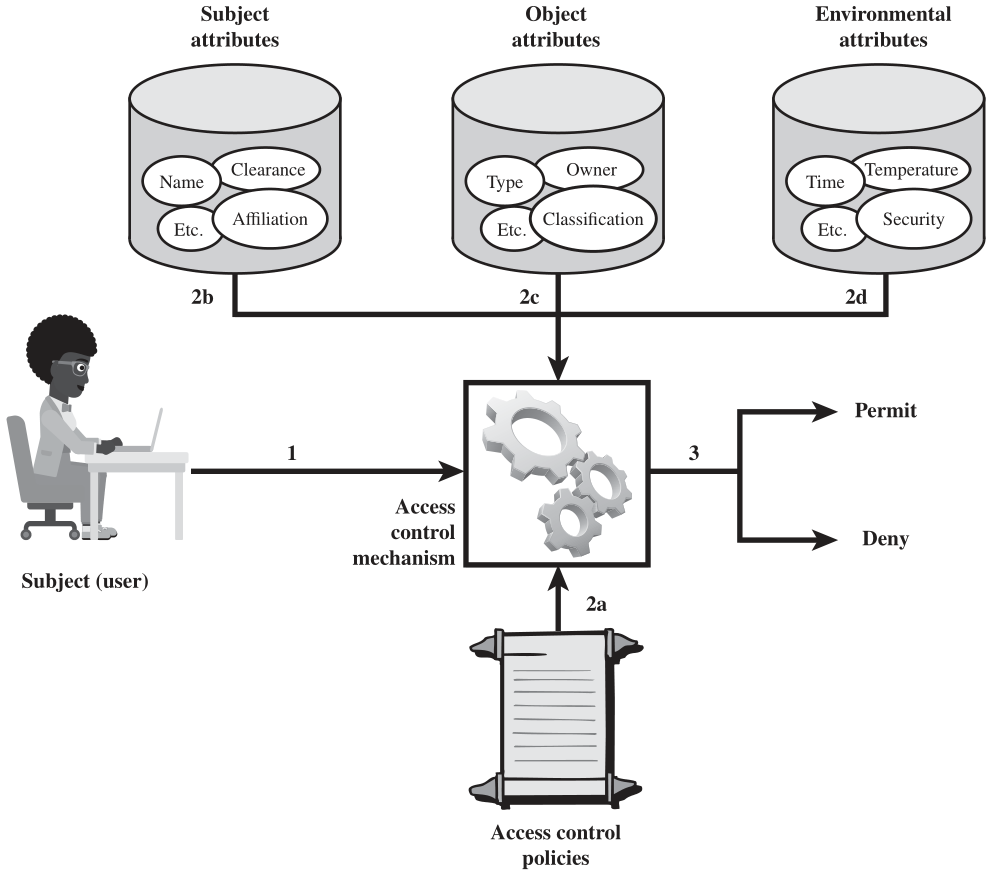 Subject
attributes
Object
attributes
Environmental
attributes
Name
Clearance
Etc.
Affiliation
Type
Owner
Etc.
Classification
Time
Temperature
Etc.
Security
2b
2c
2d
1
3
Permit
Deny
Access
control
mechanism
Subject (user)
2a
Access control
policies